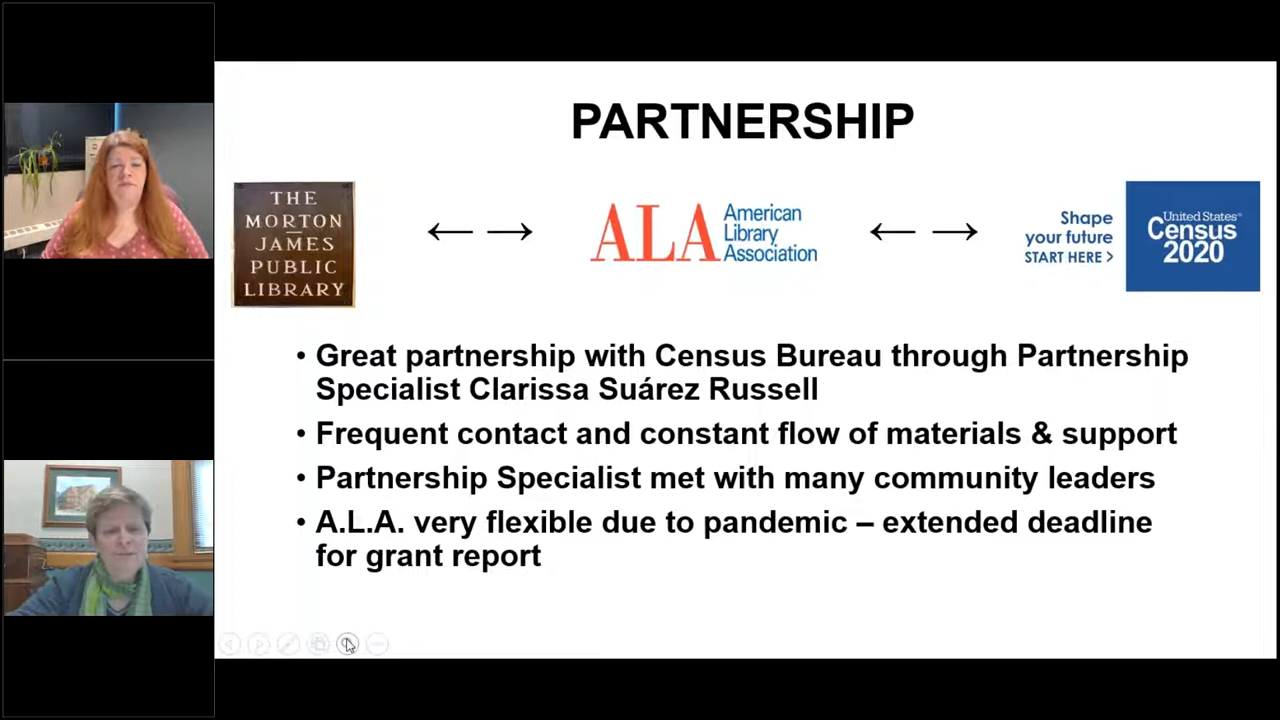 PARTNERSHIP
THE
MORTON
JAMES
PUBLIC
LIBRARY
ALA American
Library
Association
Shape
your future
START HERE >
United States®
Census
2020
• Great partnership with Census Bureau through Partnership
Specialist Clarissa Suárez Russell
• Frequent contact and constant flow of materials & support
• Partnership Specialist met with many community leaders
• A.L.A. very flexible due to pandemic – extended deadline
for grant report